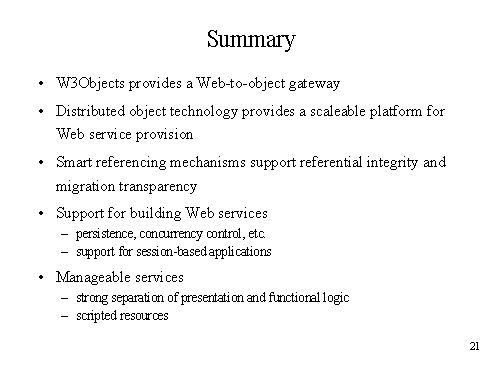 Summary
• W3Objects provides a Web-to-object gateway
• Distributed object technology provides a scaleable platform for
Web service provision
• Smart referencing mechanisms support referential integrity and
migration transparency
• Support for building Web services
– persistence, concurrency control, etc.
– support for session-based applications
• Manageable services
– strong separation of presentation and functional logic
– scripted resources
21